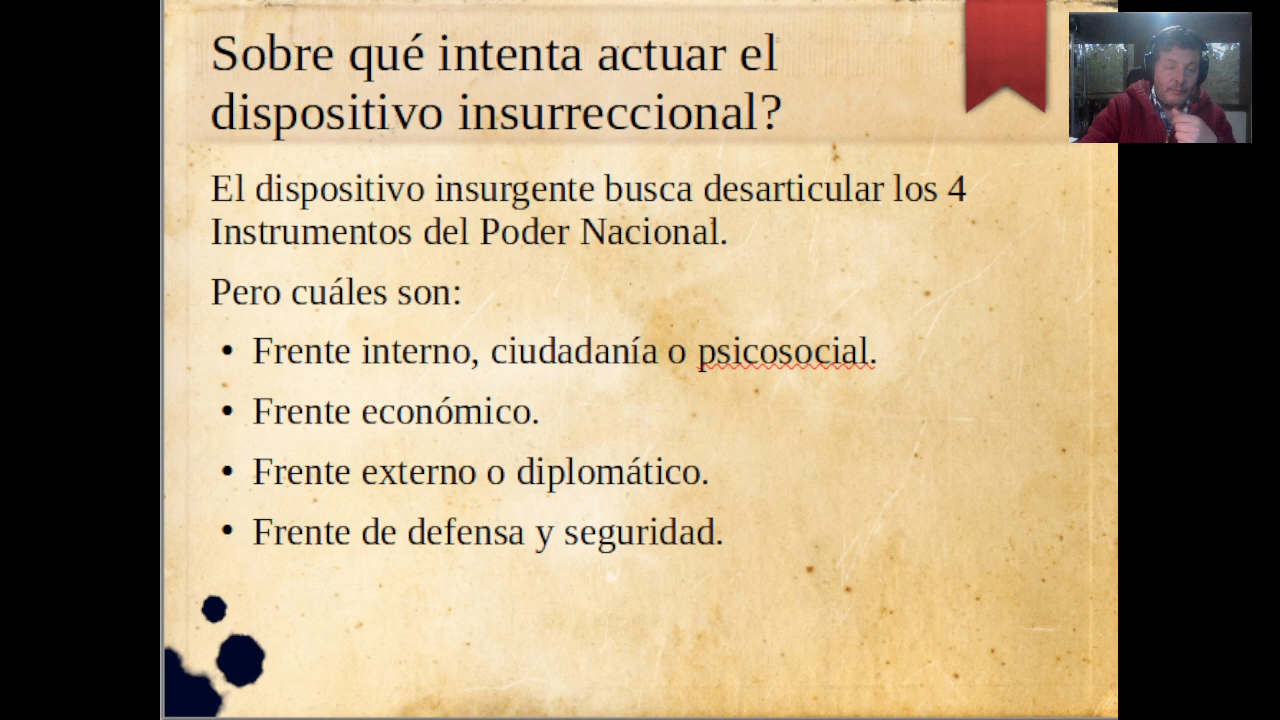 Sobre qué intenta actuar el
dispositivo insurreccional?
El dispositivo insurgente busca desarticular los 4
Instrumentos del Poder Nacional.
Pero cuáles son:
• Frente interno, ciudadanía o psicosocial.
• Frente económico.
• Frente externo o diplomático.
• Frente de defensa y seguridad.